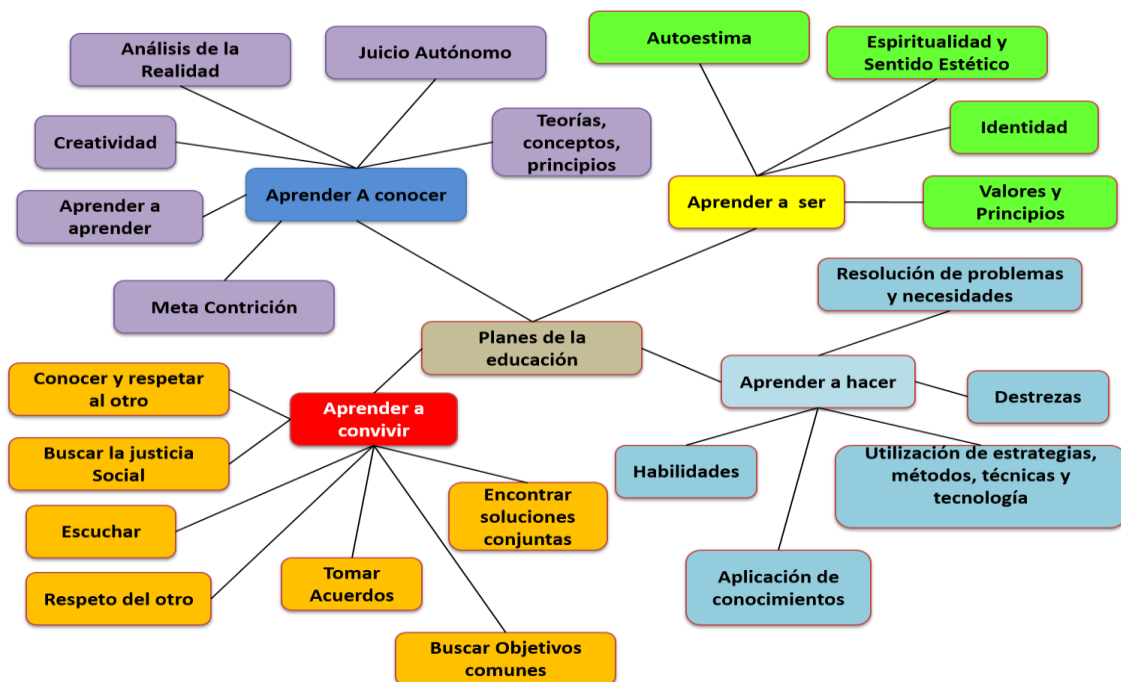 Análisis de la
Realidad
Juicio Autónomo
Creatividad
Teorías,
conceptos,
principios
Aprender A conocer
Aprender a
aprender
Meta Contrición
Autoestima
Espiritualidad y
Sentido Estético
Identidad
Aprender a ser
Valores y
Principios
Planes de la
educación
Resolución de problemas
y necesidades
Aprender a hacer
Destrezas
Habilidades
Utilización de estrategias,
métodos, técnicas y
tecnología
Aplicación de
conocimientos
Conocer y respetar
al otro
Aprender a
convivir
Buscar la justicia
Social
Escuchar
Encontrar
soluciones
conjuntas
Respeto del otro
Tomar
Acuerdos
Buscar Objetivos
comunes